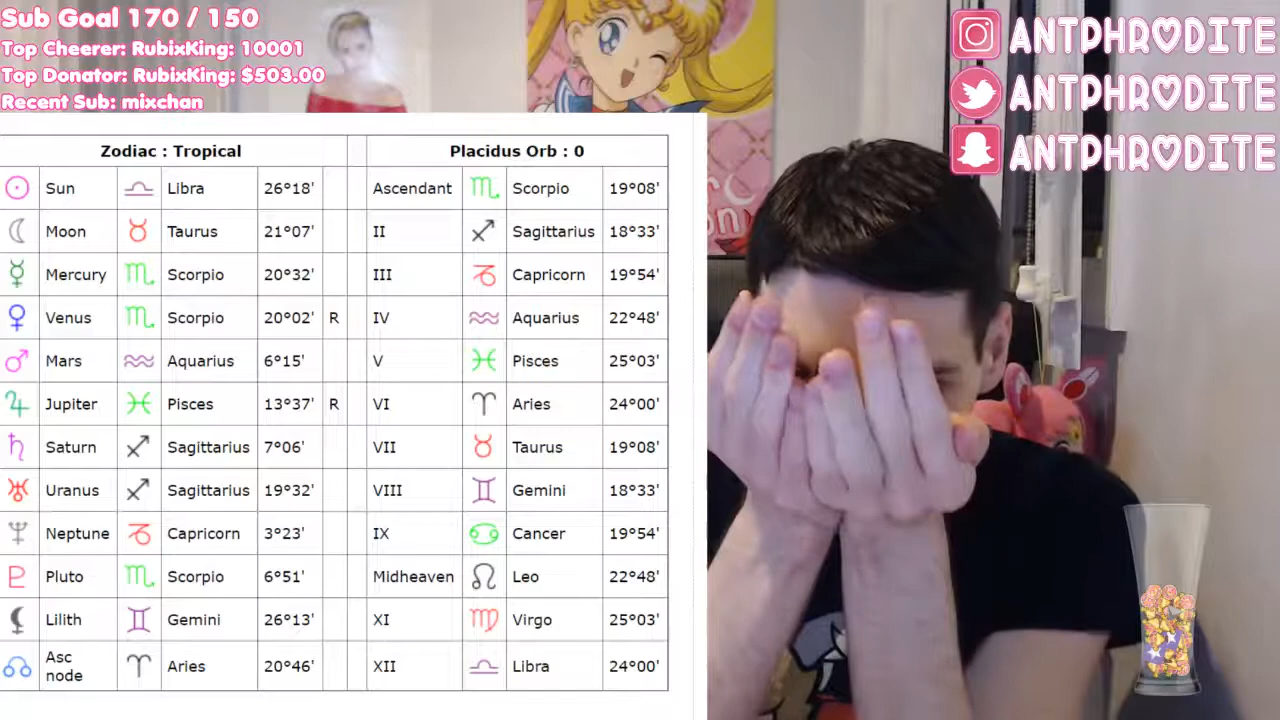 Sub Goal 170 / 150
Top Cheerer: RubixKing: 10001
Top Donator: RubixKing: $503.00
Recent Sub: mixchan
ANTPHR♡DITE
ANTPHR♡DITE
ANTPHR♡DITE
Zodiac : Tropical Placidus Orb : 0
Sun Libra 26°18' Ascendant Scorpio 19°08'
Moon Taurus 21°07' II Sagittarius 18°33'
Mercury Scorpio 20°32' III Capricorn 19°54'
Venus Scorpio 20°02' R IV Aquarius 22°48'
Mars Aquarius 6°15' V Pisces 25°03'
Jupiter Pisces 13°37' R VI Aries 24°00'
Saturn Sagittarius 7°06' VII Taurus 19°08'
Uranus Sagittarius 19°32' VIII Gemini 18°33'
Neptune Capricorn 3°23' IX Cancer 19°54'
Pluto Scorpio 6°51' Midheaven Leo 22°48'
Lilith Gemini 26°13' XI Virgo 25°03'
Asc node Aries 20°46' XII Libra 24°00'